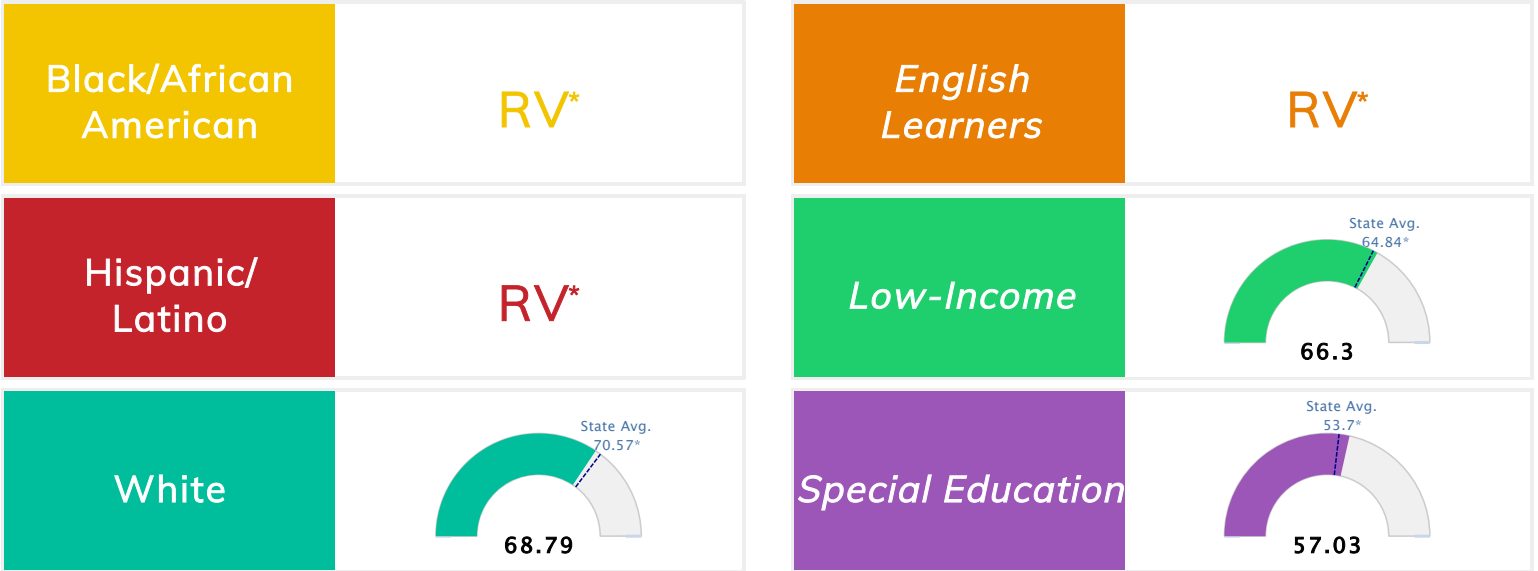 Black/African
American
RV*
English
Learners
RV*
Hispanic/
Latino
RV*
Low-Income
State Avg.
64.84*
66.3
White
State Avg.
70.57*
68.79
Special Education
State Avg.
53.7*
57.03